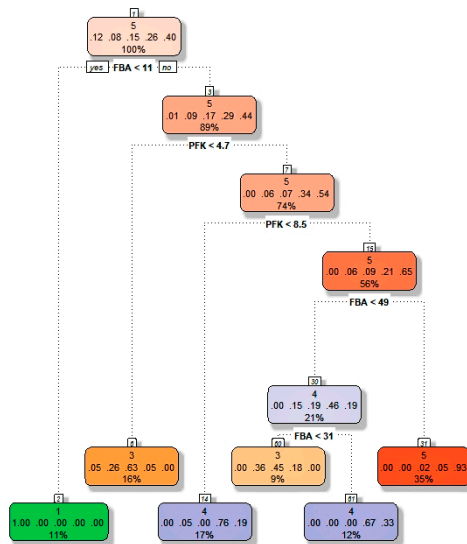 1
5
.12 .08 .15 .26 .40
100%
yes FBA < 11 no
3
5
.01 .09 .17 .29 .44
89%
PFK < 4.7
7
5
.00 .06 .07 .34 .54
74%
PFK < 8.5
15
5
.00 .06 .09 .21 .65
56%
FBA < 49
30
4
.00 .15 .19 .46 .19
21%
FBA < 31
6
3
.05 .26 .63 .05 .00
16%
60
3
.00 .36 .45 .18 .00
9%
31
5
.00 .00 .02 .05 .93
35%
2
1
1.00 .00 .00 .00 .00
11%
14
4
.00 .05 .00 .76 .19
17%
61
4
.00 .00 .00 .67 .33
12%